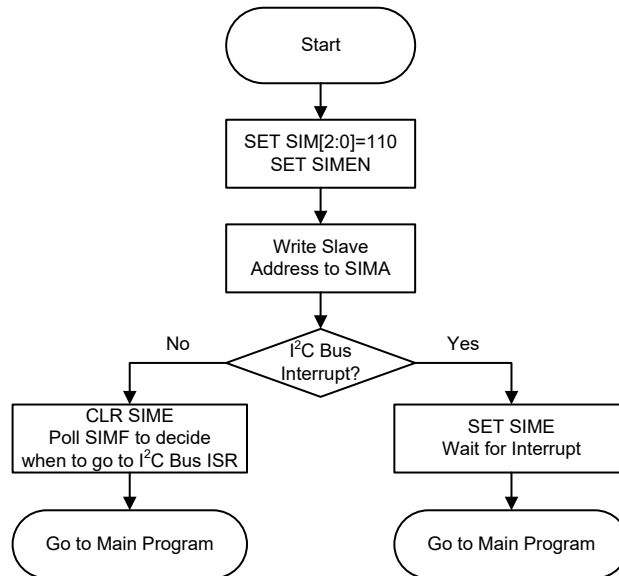 Start
SET SIM[2:0]=110
SET SIMEN
Write Slave
Address to SIMA
I²C Bus
Interrupt?
No
Yes
CLR SIME
Poll SIMF to decide
when to go to I²C Bus ISR
SET SIME
Wait for Interrupt
Go to Main Program
Go to Main Program